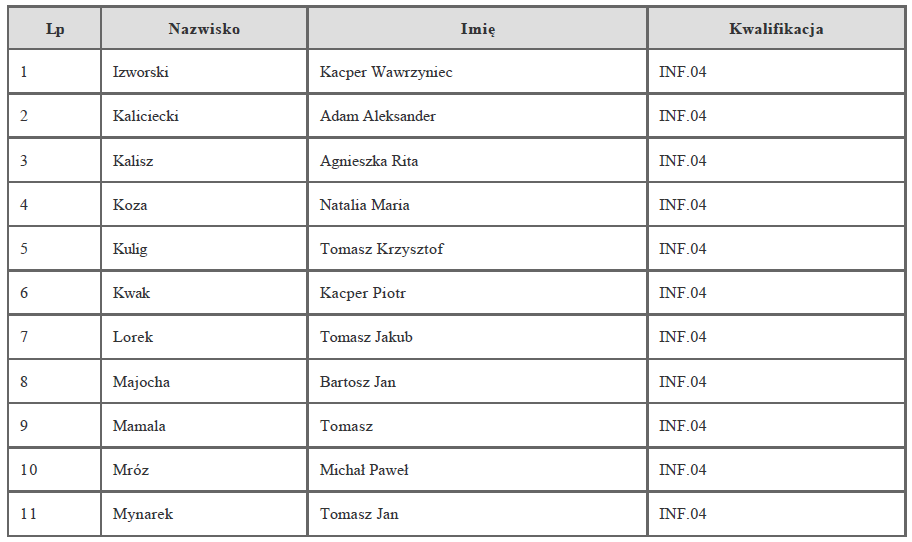 Lp Nazwisko Imię Kwalifikacja
1 Izworski Kacper Wawrzyniec INF.04
2 Kaliciecki Adam Aleksander INF.04
3 Kalisz Agnieszka Rita INF.04
4 Koza Natalia Maria INF.04
5 Kulig Tomasz Krzysztof INF.04
6 Kwak Kacper Piotr INF.04
7 Lorek Tomasz Jakub INF.04
8 Majocha Bartosz Jan INF.04
9 Mamala Tomasz INF.04
10 Mróz Michał Paweł INF.04
11 Mynarek Tomasz Jan INF.04